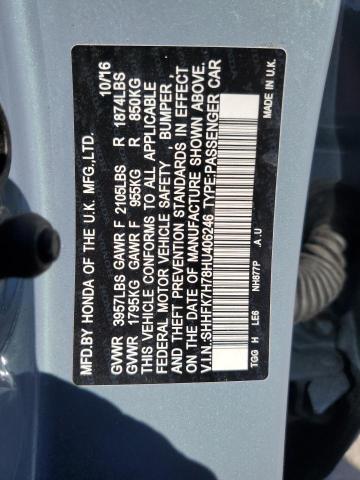 MFD.BY HONDA OF THE U.K. MFG.,LTD. 10/16
GVWR 3957LBS GAWR F 2105LBS R 1874LBS
GVWR 1795KG GAWR F 955KG R 850KG
THIS VEHICLE CONFORMS TO ALL APPLICABLE
FEDERAL MOTOR VEHICLE SAFETY, BUMPER,
AND THEFT PREVENTION STANDARDS IN EFFECT
ON THE DATE OF MANUFACTURE SHOWN ABOVE.
V.I.N.:SHHFK7H78HU406246 TYPE:PASSENGER CAR
TGG H LE6 NH877P A.U MADE IN U.K.